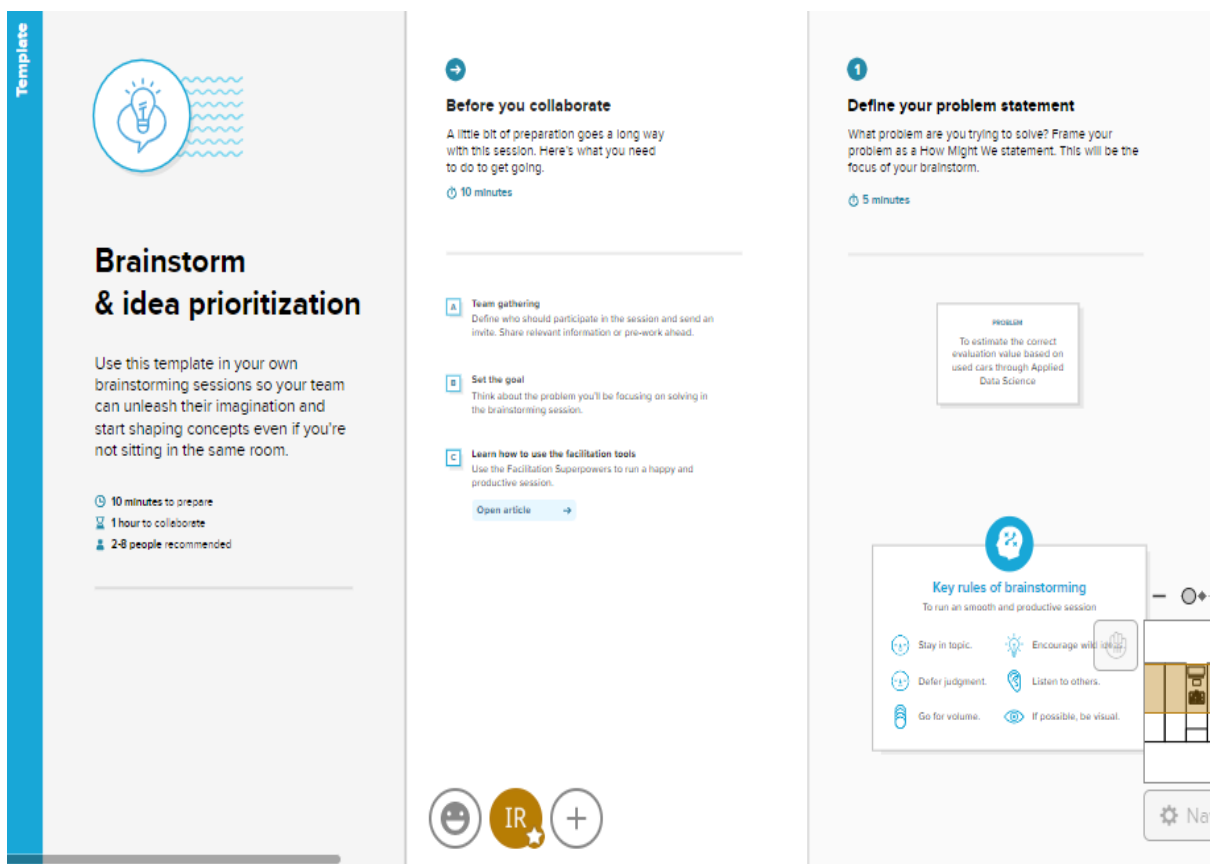 Template
Brainstorm
& idea prioritization
Use this template in your own
brainstorming sessions so your team
can unleash their imagination and
start shaping concepts even if you're
not sitting in the same room.
10 minutes to prepare
1 hour to collaborate
2-8 people recommended
Before you collaborate
A little bit of preparation goes a long way
with this session. Here's what you need
to do to get going.
10 minutes
A
Team gathering
Define who should participate in the session and send an
invite. Share relevant information or pre-work ahead.
B
Set the goal
Think about the problem you'll be focusing on solving in
the brainstorming session.
C
Learn how to use the facilitation tools
Use the Facilitation Superpowers to run a happy and
productive session.
Open article
IR
1
Define your problem statement
What problem are you trying to solve? Frame your
problem as a How Might We statement. This will be the
focus of your brainstorm.
5 minutes
PROBLEM
To estimate the correct
evaluation value based on
used cars through Applied
Data Science
Key rules of brainstorming
To run an smooth and productive session
Stay in topic.
Encourage wild ideas.
Defer judgment.
Listen to others.
Go for volume.
If possible, be visual.